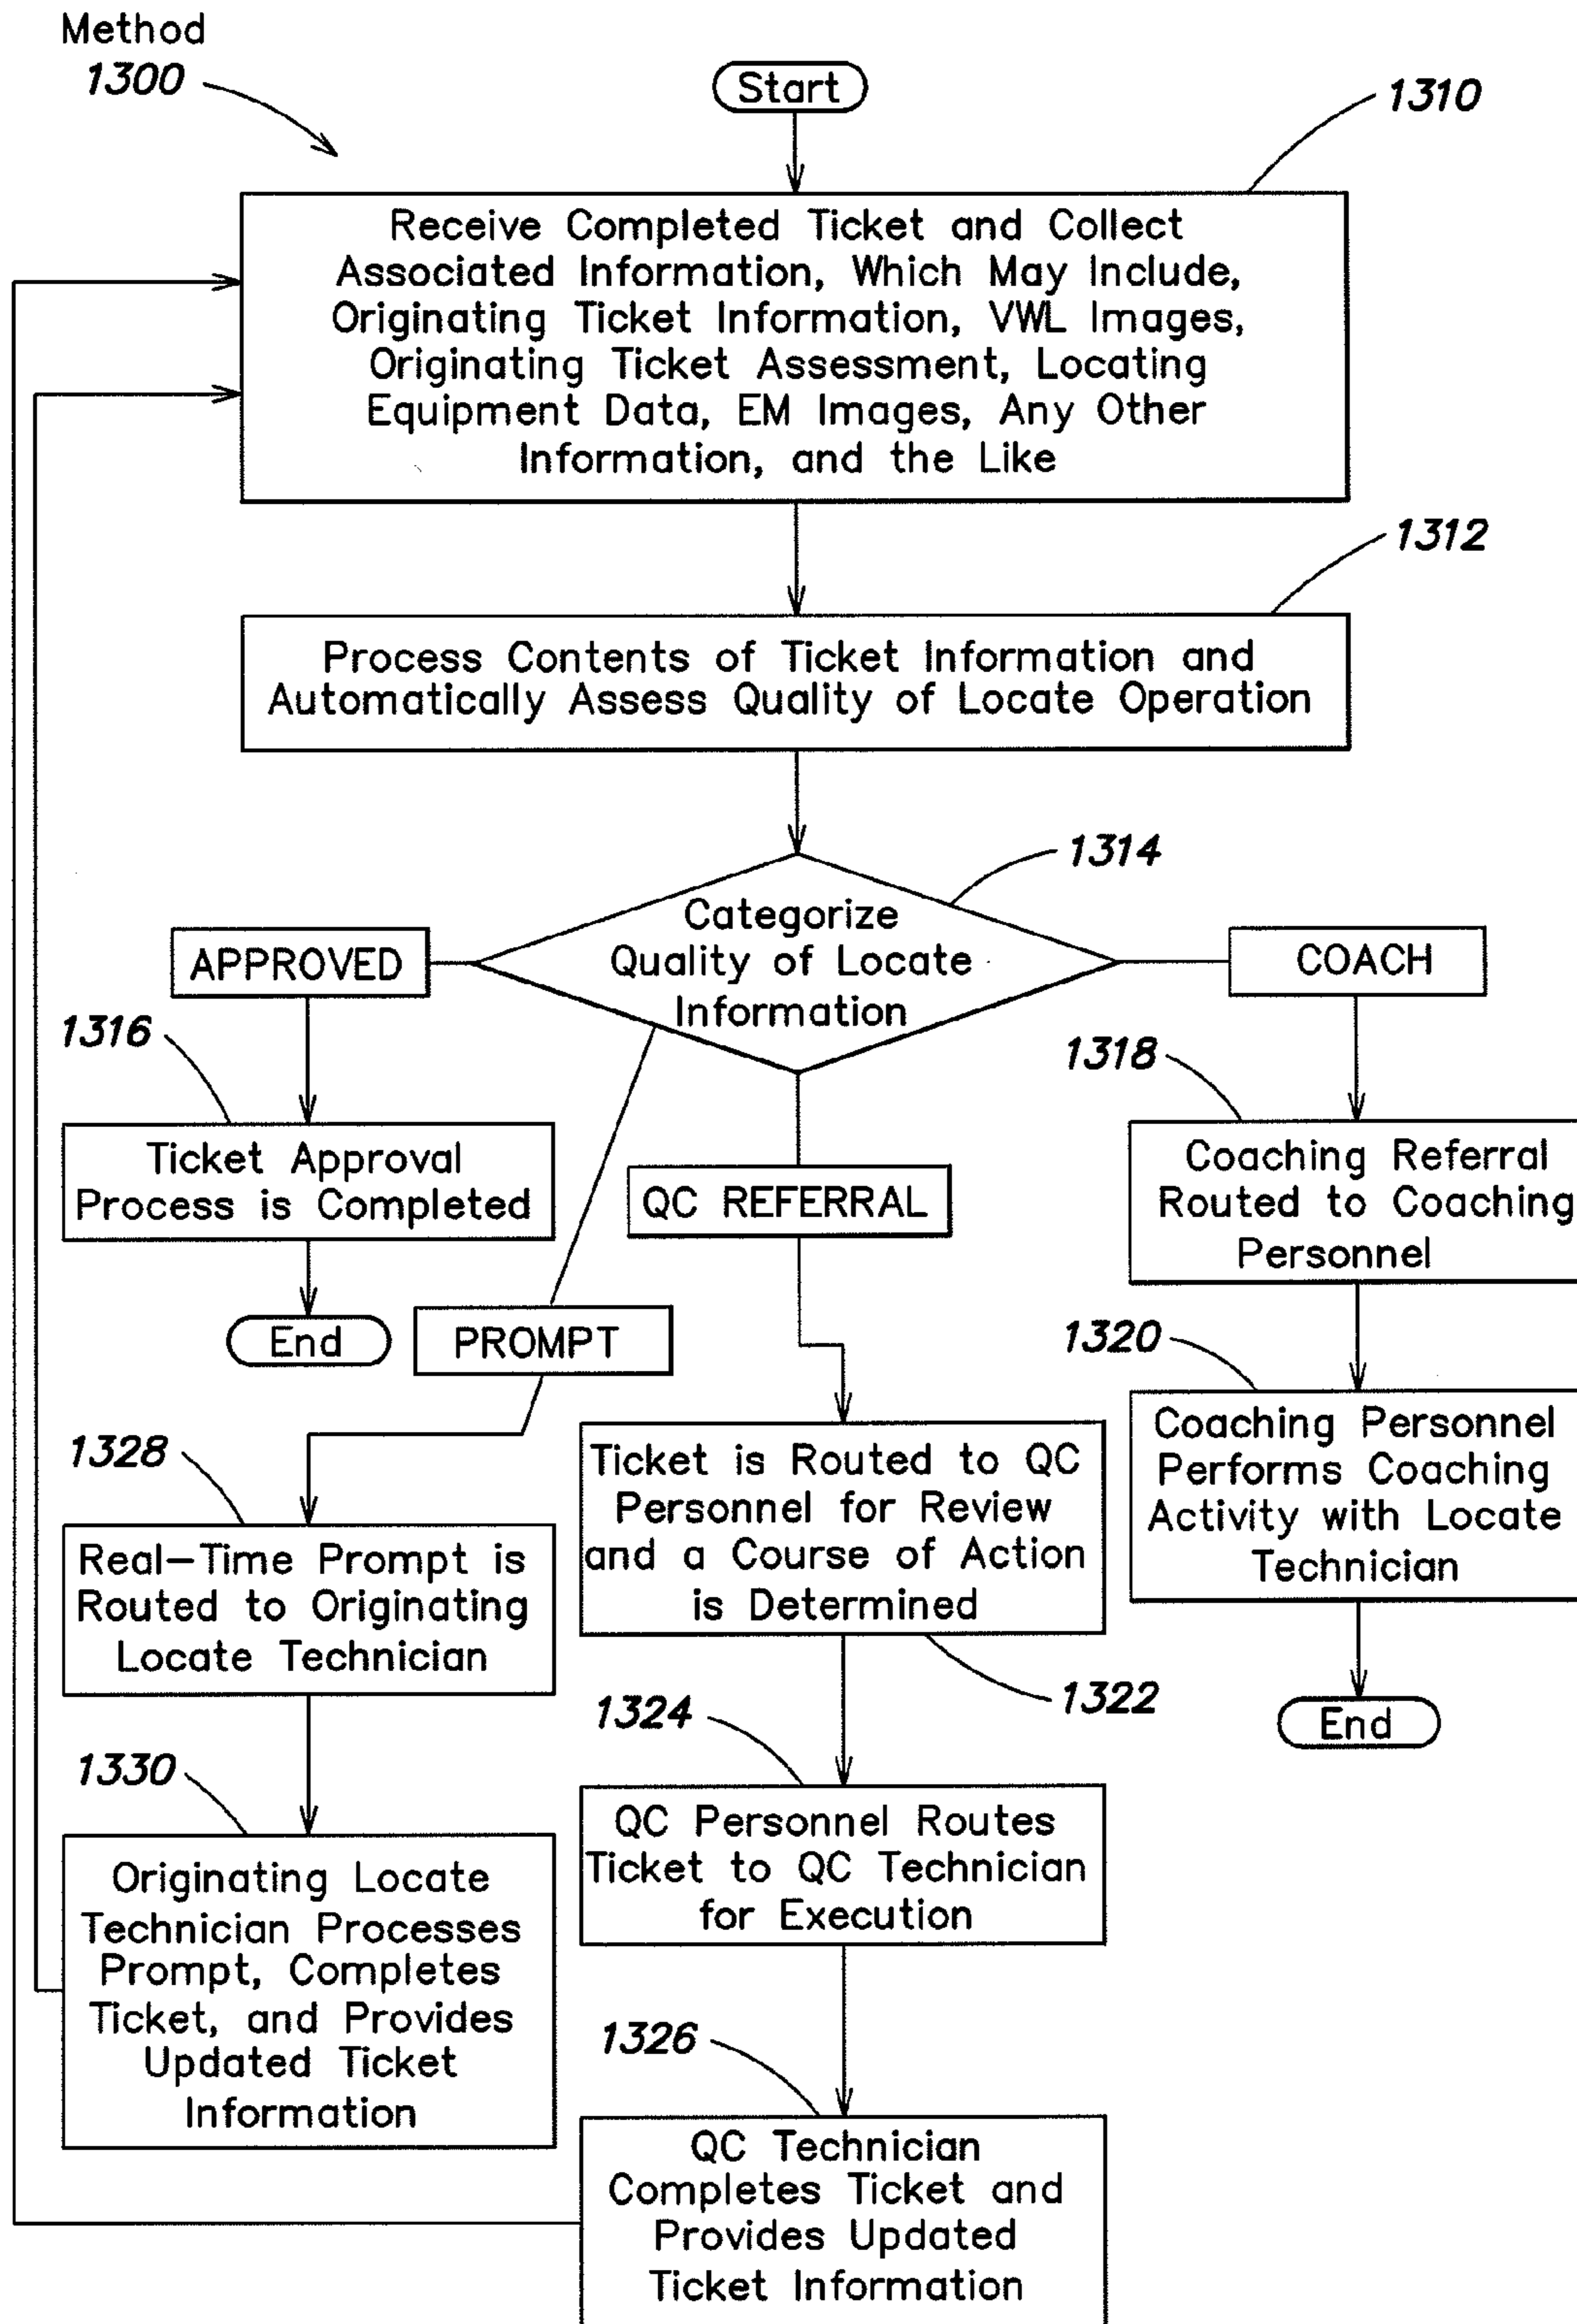 Method
1300
Start
1310
Receive Completed Ticket and Collect
Associated Information, Which May Include,
Originating Ticket Information, VWL Images,
Originating Ticket Assessment, Locating
Equipment Data, EM Images, Any Other
Information, and the Like
1312
Process Contents of Ticket Information and
Automatically Assess Quality of Locate Operation
1314
Categorize
Quality of Locate
Information
APPROVED
COACH
1316
Ticket Approval
Process is Completed
End
QC REFERRAL
PROMPT
1318
Coaching Referral
Routed to Coaching
Personnel
1320
Coaching Personnel
Performs Coaching
Activity with Locate
Technician
End
1328
Real-Time Prompt is
Routed to Originating
Locate Technician
1330
Originating Locate
Technician Processes
Prompt, Completes
Ticket, and Provides
Updated Ticket
Information
Ticket is Routed to QC
Personnel for Review
and a Course of Action
is Determined
1322
1324
QC Personnel Routes
Ticket to QC Technician
for Execution
1326
QC Technician
Completes Ticket and
Provides Updated
Ticket Information